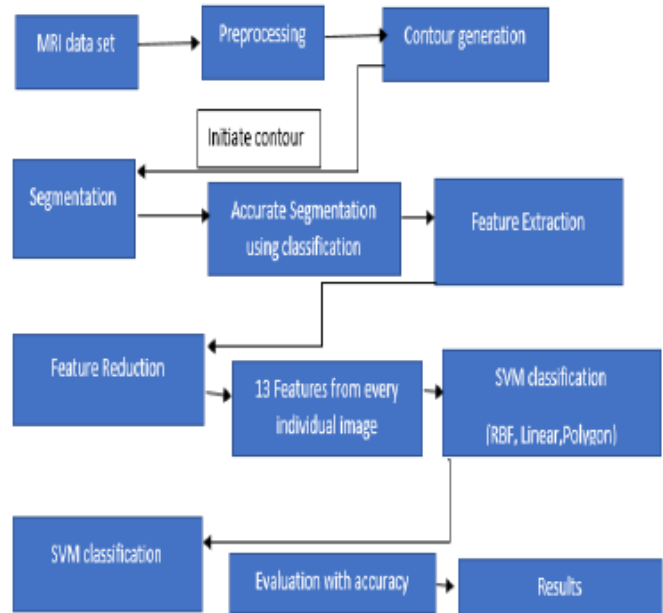 MRI data set
Preprocessing
Contour generation
Initiate contour
Segmentation
Accurate Segmentation
using classification
Feature Extraction
Feature Reduction
13 Features from every
individual image
SVM classification
(RBF, Linear,Polygon)
SVM classification
Evaluation with accuracy
Results